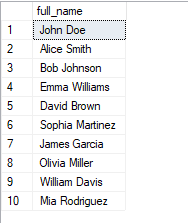 full_name
1 John Doe
2 Alice Smith
3 Bob Johnson
4 Emma Williams
5 David Brown
6 Sophia Martinez
7 James Garcia
8 Olivia Miller
9 William Davis
10 Mia Rodriguez